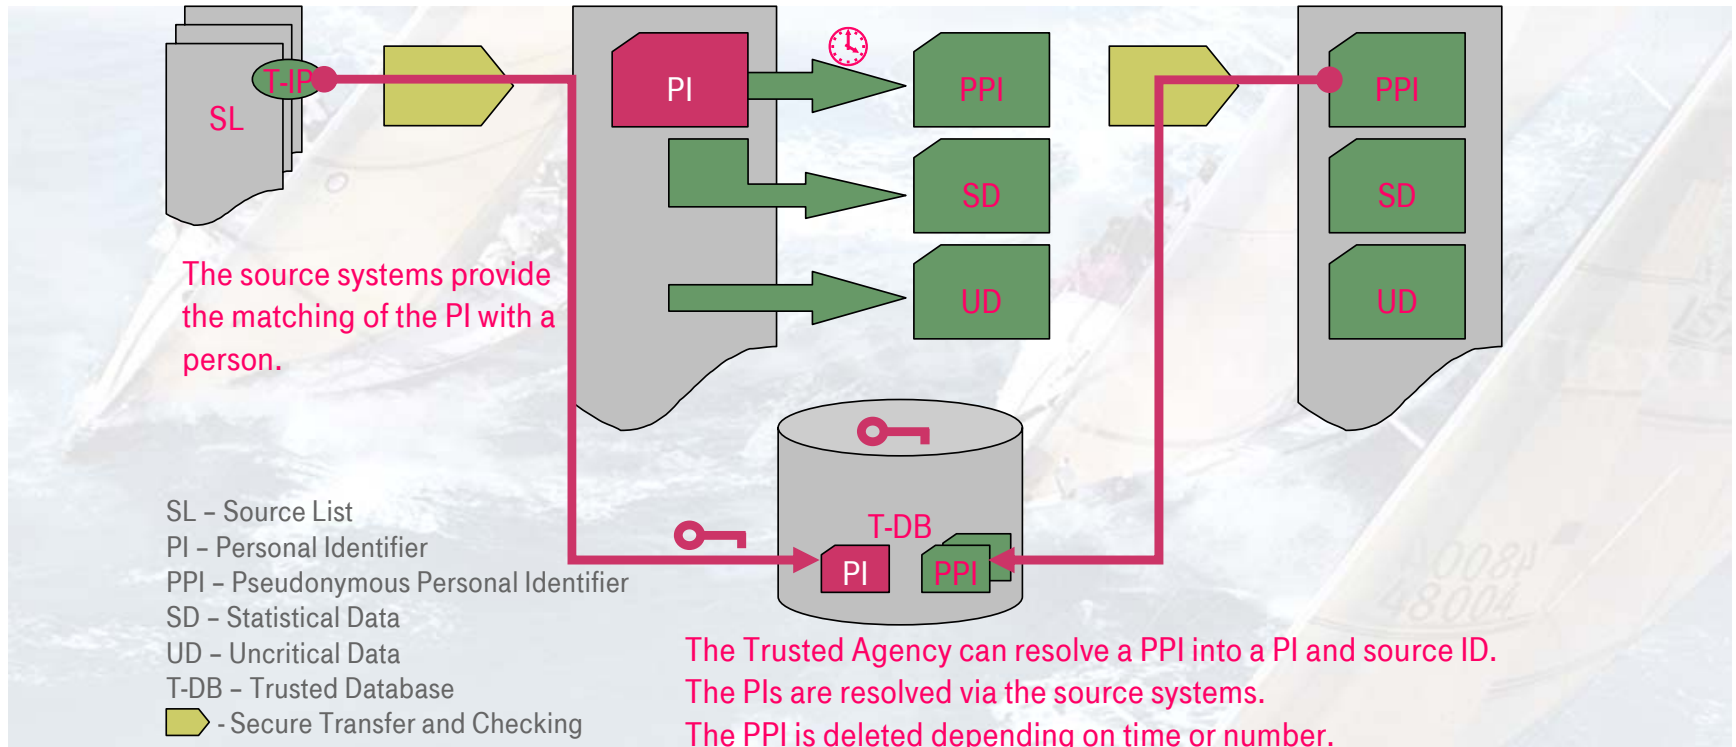 T-IP
SL
PI
PPI
PPI
SD
SD
UD
UD
The source systems provide
the matching of the PI with a
person.
T-DB
PI
PPI
SL – Source List
PI – Personal Identifier
PPI – Pseudonymous Personal Identifier
SD – Statistical Data
UD – Uncritical Data
T-DB – Trusted Database
- Secure Transfer and Checking
The Trusted Agency can resolve a PPI into a PI and source ID.
The PIs are resolved via the source systems.
The PPI is deleted depending on time or number.
48004